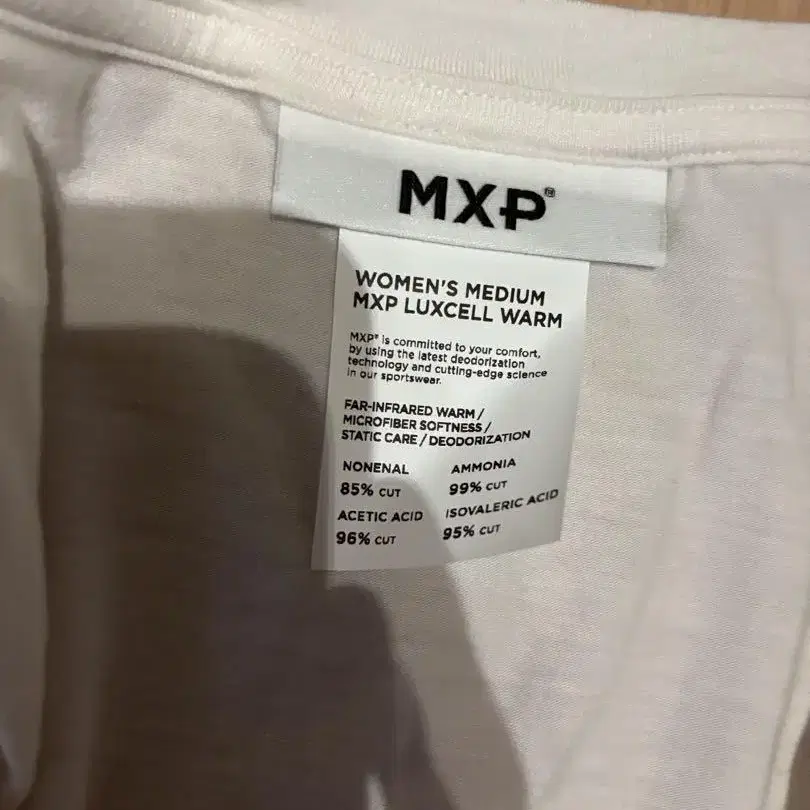 MXP®
WOMEN'S MEDIUM
MXP LUXCELL WARM
MXP® is committed to your comfort,
by using the latest deodorization
technology and cutting-edge science
in our sportswear.
FAR-INFRARED WARM /
MICROFIBER SOFTNESS /
STATIC CARE / DEODORIZATION
NONENAL AMMONIA
85% CUT 99% CUT
ACETIC ACID ISOVALERIC ACID
96% CUT 95% CUT